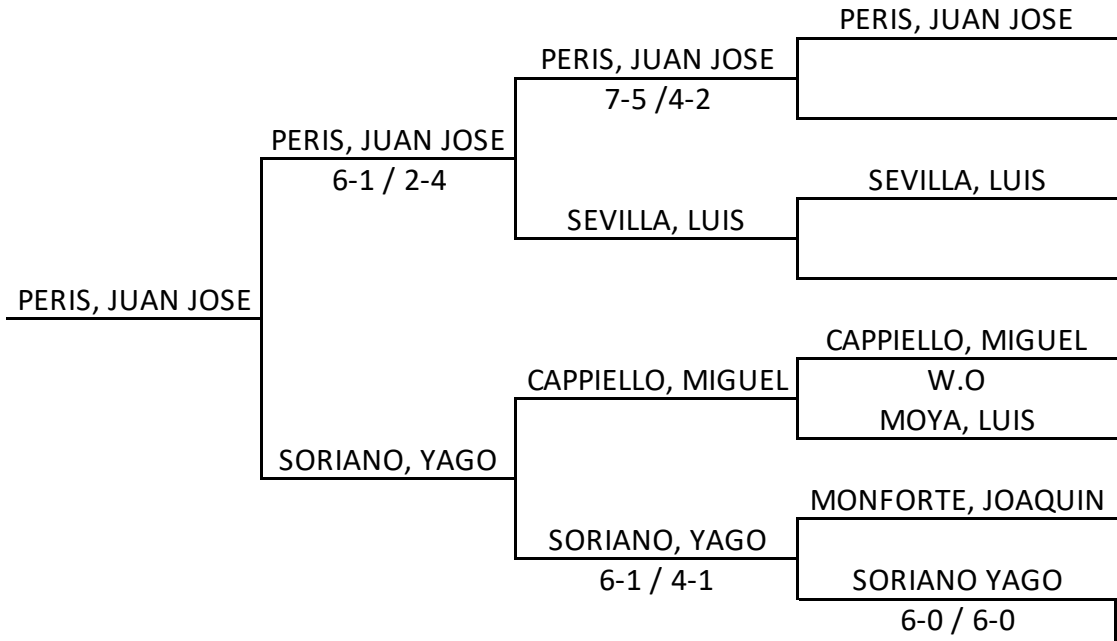 PERIS, JUAN JOSE
PERIS, JUAN JOSE
7-5 /4-2
PERIS, JUAN JOSE
6-1 / 2-4
SEVILLA, LUIS
SEVILLA, LUIS
PERIS, JUAN JOSE
CAPPIELLO, MIGUEL
CAPPIELLO, MIGUEL
W.O
MOYA, LUIS
SORIANO, YAGO
MONFORTE, JOAQUIN
SORIANO, YAGO
6-1 / 4-1
SORIANO YAGO
6-0 / 6-0